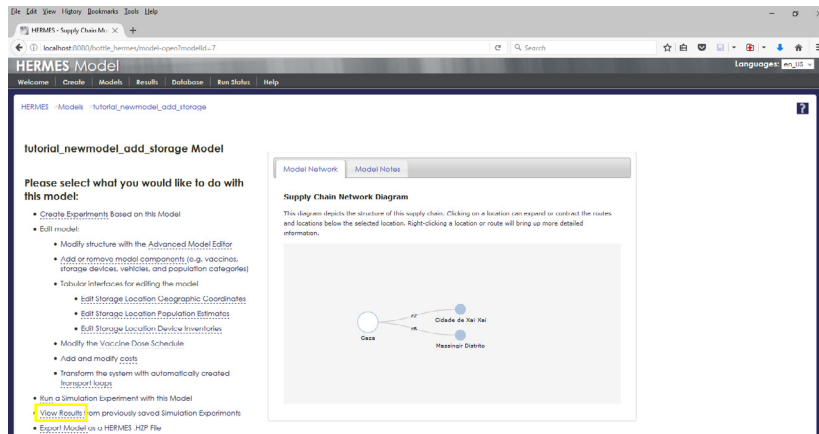 File Edit View History Bookmarks Tools Help
HERMES - Supply Chain Mo
localhost:8080/bottle_hermes/model-open?modelId=7
Search
HERMES Model
Languages: en_US
Welcome Create Models Results Database Run Status Help
HERMES Models tutorial_newmodel_add_storage
?
tutorial_newmodel_add_storage Model
Please select what you would like to do with
this model:
Create Experiments Based on this Model
Edit model:
Modify structure with the Advanced Model Editor
Add or remove model components (e.g. vaccines,
storage devices, vehicles, and population categories)
Tabular interfaces for editing the model
Edit Storage Location Geographic Coordinates
Edit Storage Location Population Estimates
Edit Storage Location Device Inventories
Modify the Vaccine Dose Schedule
Add and modify costs
Transform the system with automatically created
transport loops
Run a Simulation Experiment with this Model
View Results from previously saved Simulation Experiments
Export Model as a HERMES .HZP File
Model Network Model Notes
Supply Chain Network Diagram
This diagram depicts the structure of this supply chain. Clicking on a location can expand or contract the routes
and locations below the selected location. Right-clicking a location or route will bring up more detailed
information.
Cidade de Xai Xai
Gaza
Massingir Distrito